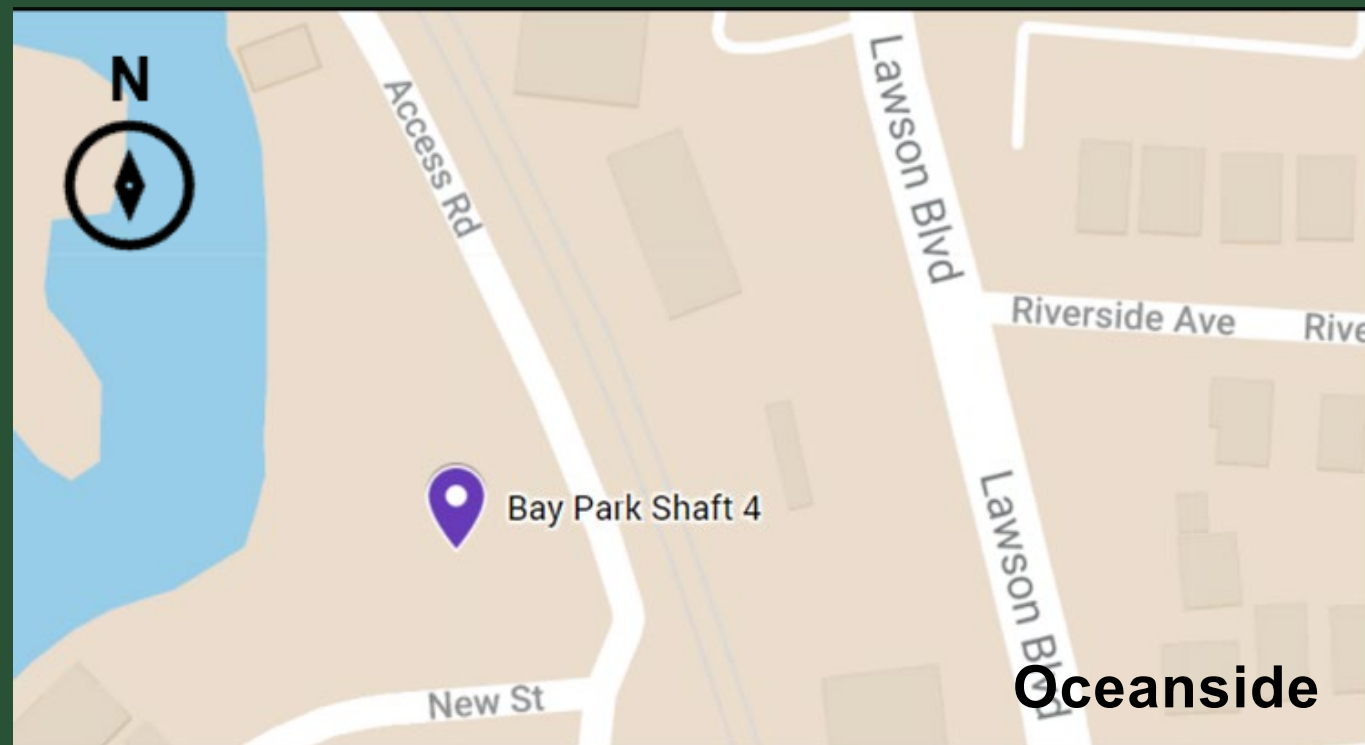 N
Access Rd
Lawson Blvd
Riverside Ave
Rive
Bay Park Shaft 4
Lawson Blvd
New St
Oceanside